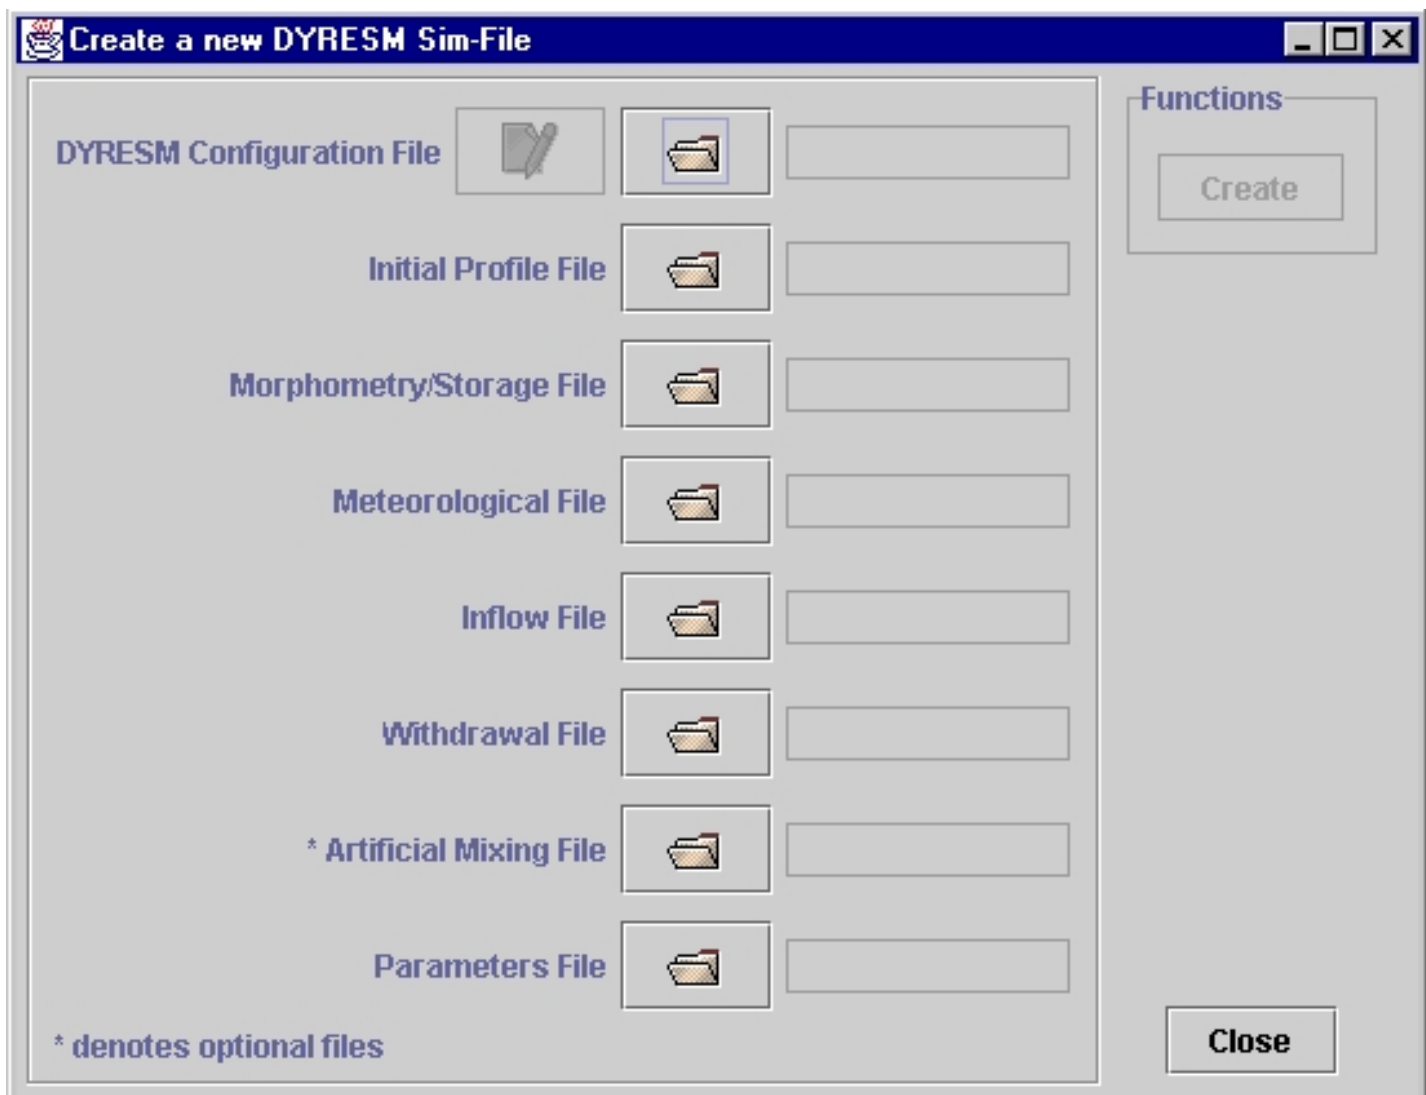 Create a new DYRESM Sim-File
DYRESM Configuration File
Functions
Create
Initial Profile File
Morphometry/Storage File
Meteorological File
Inflow File
Withdrawal File
* Artificial Mixing File
Parameters File
* denotes optional files
Close